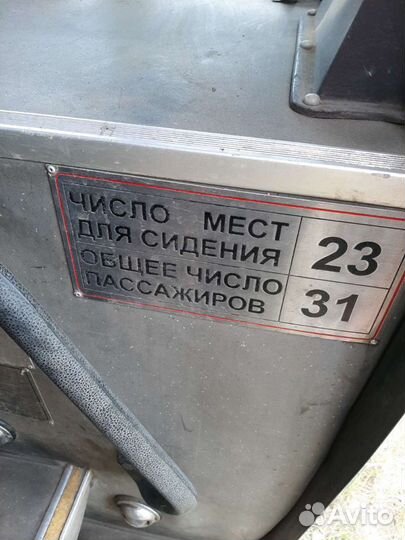 ЧИСЛО МЕСТ
ДЛЯ СИДЕНИЯ 23
ОБЩЕЕ ЧИСЛО
ПАССАЖИРОВ 31
Avito